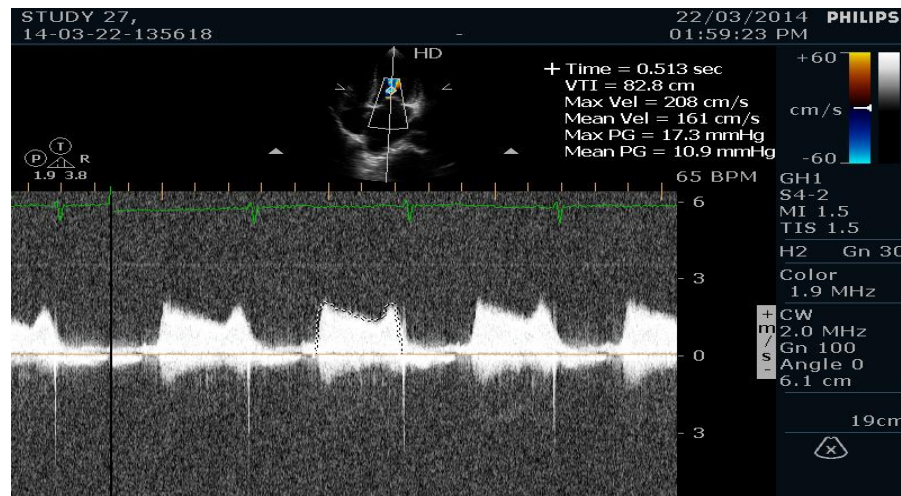 STUDY 27,
14-03-22-135618
-
22/03/2014 PHILIPS
01:59:23 PM
HD
+ Time = 0.513 sec
VTI = 82.8 cm
Max Vel = 208 cm/s
Mean Vel = 161 cm/s
Max PG = 17.3 mmHg
Mean PG = 10.9 mmHg
T
P R
1.9 3.8
65 BPM
6
- 3
- 0
- 3
+
m
/
s
-
+60
cm/s
-60
GH1
S4-2
MI 1.5
TIS 1.5
H2 Gn 30
Color
1.9 MHz
CW
2.0 MHz
Gn 100
Angle 0
6.1 cm
19cm
x